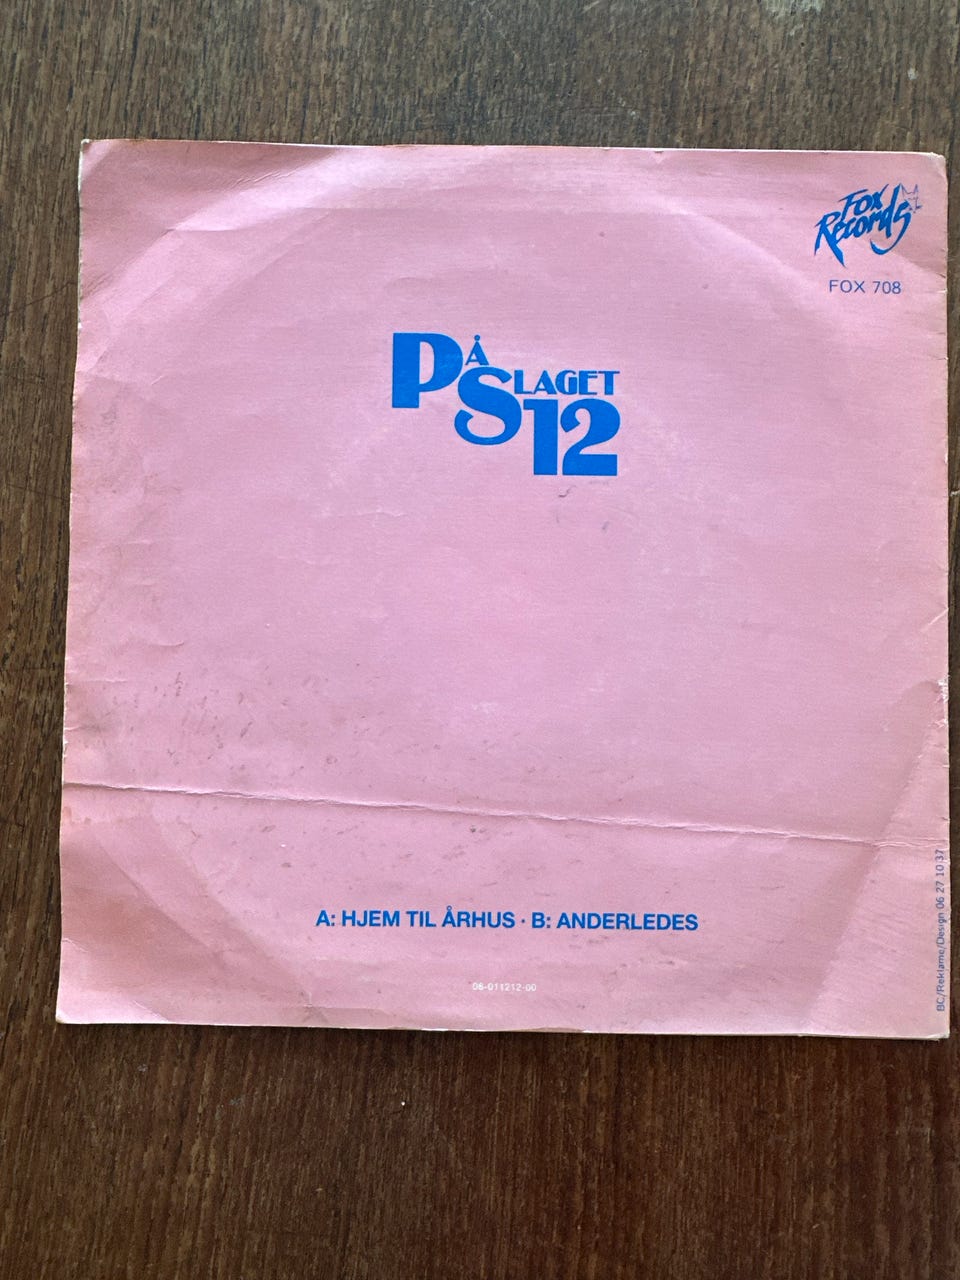 Fox
Records
FOX 708
PÅ
SLAGET
12
A: HJEM TIL ÅRHUS · B: ANDERLEDES
06-011212-00
BC/Reklame/Design 06 27 10 37